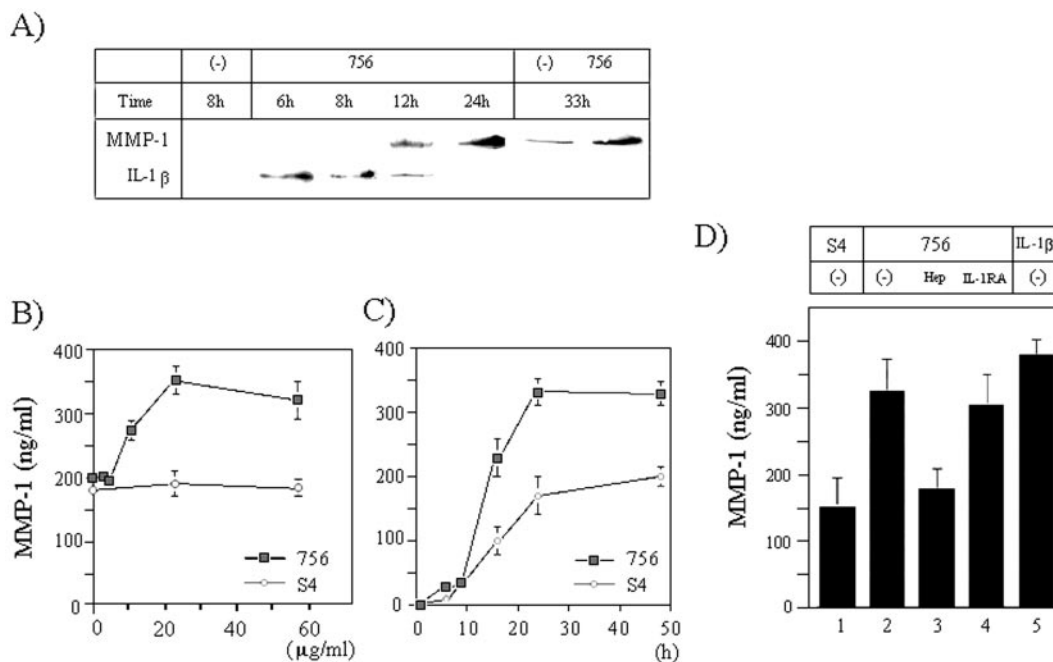 A)
(-) 756 (-) 756
Time 8h 6h 8h 12h 24h 33h
MMP-1
IL-1 β
B)
MMP-1 (ng/ml)
400
300
200
100
0
756
S4
0 20 40 60
(μg/ml)
C)
400
300
200
100
0
756
S4
0 10 20 30 40 50
(h)
D)
S4 756 IL-1β
(-) (-) Hep IL-1RA (-)
MMP-1 (ng/ml)
400
300
200
100
0
1 2 3 4 5